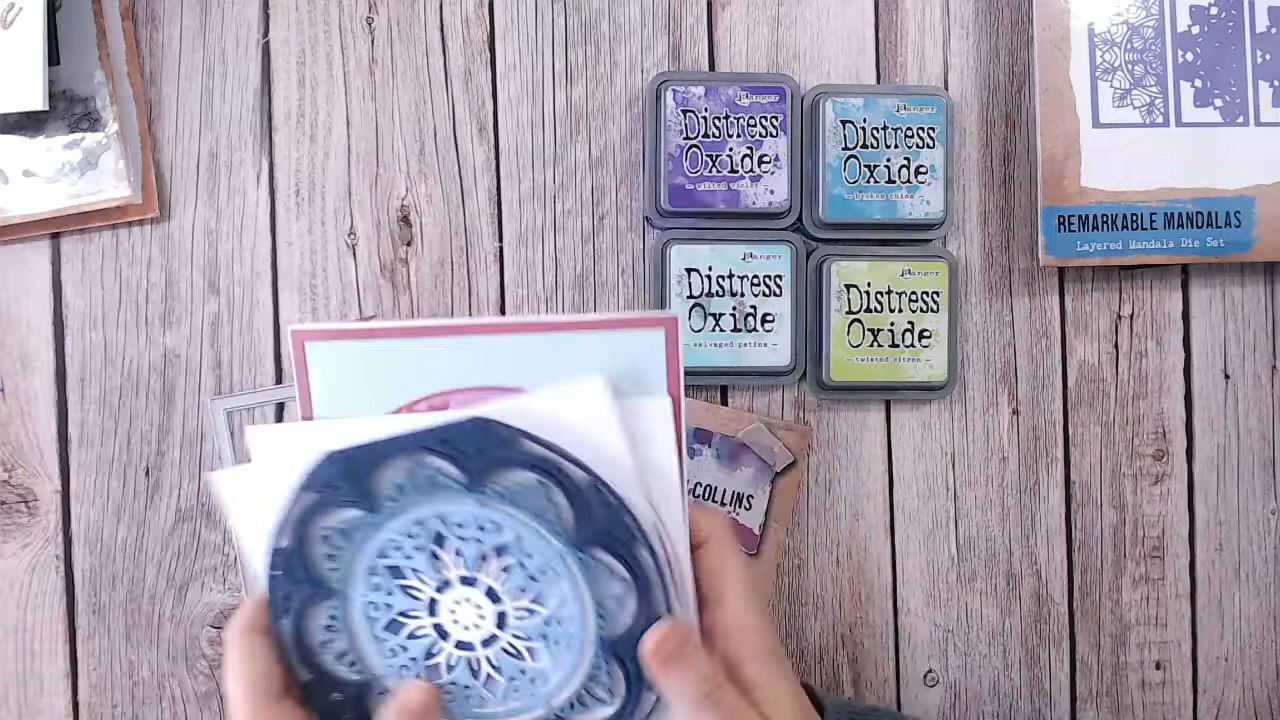 Ranger
Distress
Oxide
– wilted violet –
Ranger
Distress
Oxide
– broken china –
Ranger
Distress
Oxide
– salvaged patina –
Ranger
Distress
Oxide
– twisted citron –
REMARKABLE MANDALAS
Layered Mandala Die Set
COLLINS